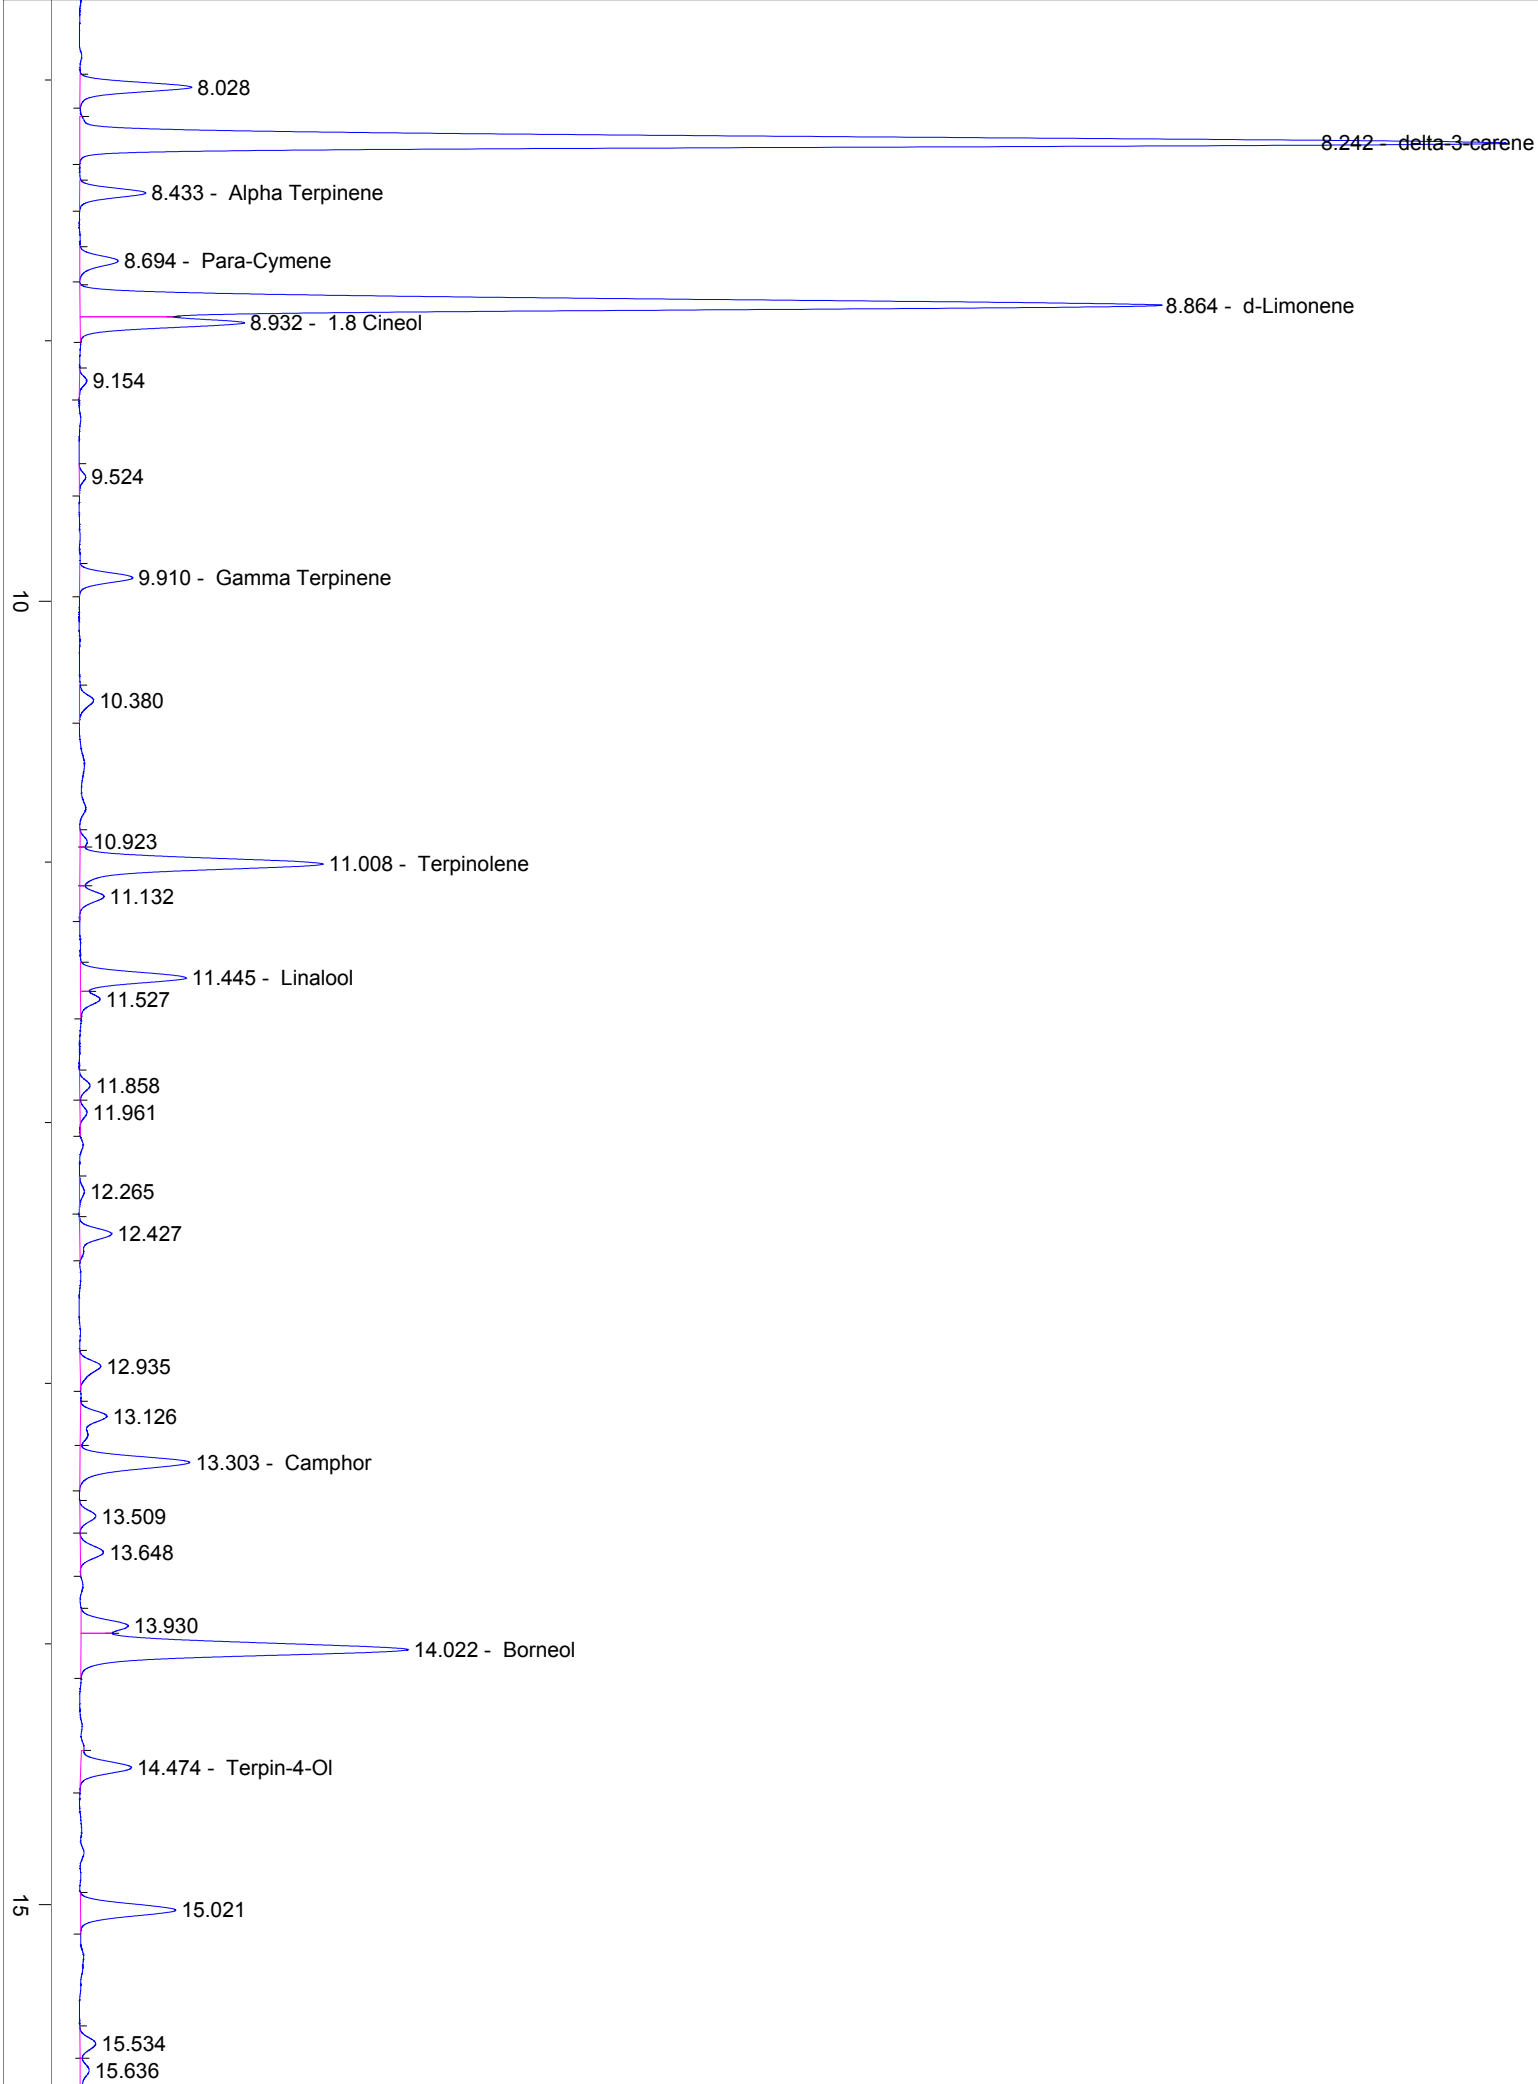 8.028
8.242 - delta-3-carene
8.433 - Alpha Terpinene
8.694 - Para-Cymene
8.864 - d-Limonene
8.932 - 1.8 Cineol
9.154
9.524
9.910 - Gamma Terpinene
10
10.380
10.923
11.008 - Terpinolene
11.132
11.445 - Linalool
11.527
11.858
11.961
12.265
12.427
12.935
13.126
13.303 - Camphor
13.509
13.648
13.930
14.022 - Borneol
14.474 - Terpin-4-Ol
15
15.021
15.534
15.636